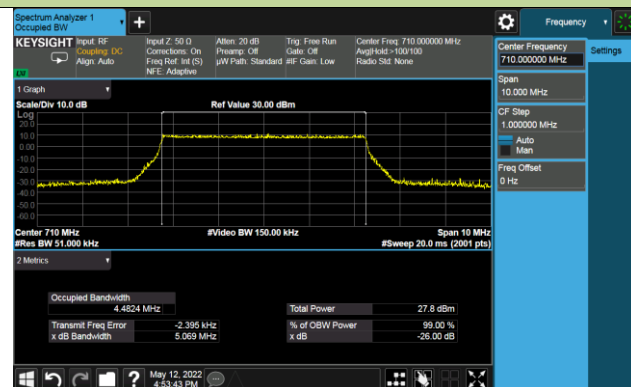 Spectrum Analyzer 1
Occupied BW
+
Frequency
KEYSIGHT
Input: RF
Coupling: DC
Align: Auto
Input Z: 50 Ω
Corrections: On
Freq Ref: Int (S)
NFE: Adaptive
Atten: 20 dB
Preamp: Off
µW Path: Standard
Trig: Free Run
Gate: Off
#IF Gain: Low
Center Freq: 710.000000 MHz
Avg|Hold:>100/100
Radio Std: None
Center Frequency
710.000000 MHz
Settings
Span
10.000 MHz
CF Step
1.000000 MHz
Auto
Man
Freq Offset
0 Hz
1 Graph
Scale/Div 10.0 dB
Ref Value 30.00 dBm
Log
20.0
10.0
0.00
-10.0
-20.0
-30.0
-40.0
-50.0
-60.0
Center 710 MHz
#Video BW 150.00 kHz
Span 10 MHz
#Res BW 51.000 kHz
#Sweep 20.0 ms (2001 pts)
2 Metrics
Occupied Bandwidth
4.4824 MHz
Total Power
27.8 dBm
Transmit Freq Error
-2.395 kHz
% of OBW Power
99.00 %
x dB Bandwidth
5.069 MHz
x dB
-26.00 dB
?
May 12, 2022
4:53:43 PM